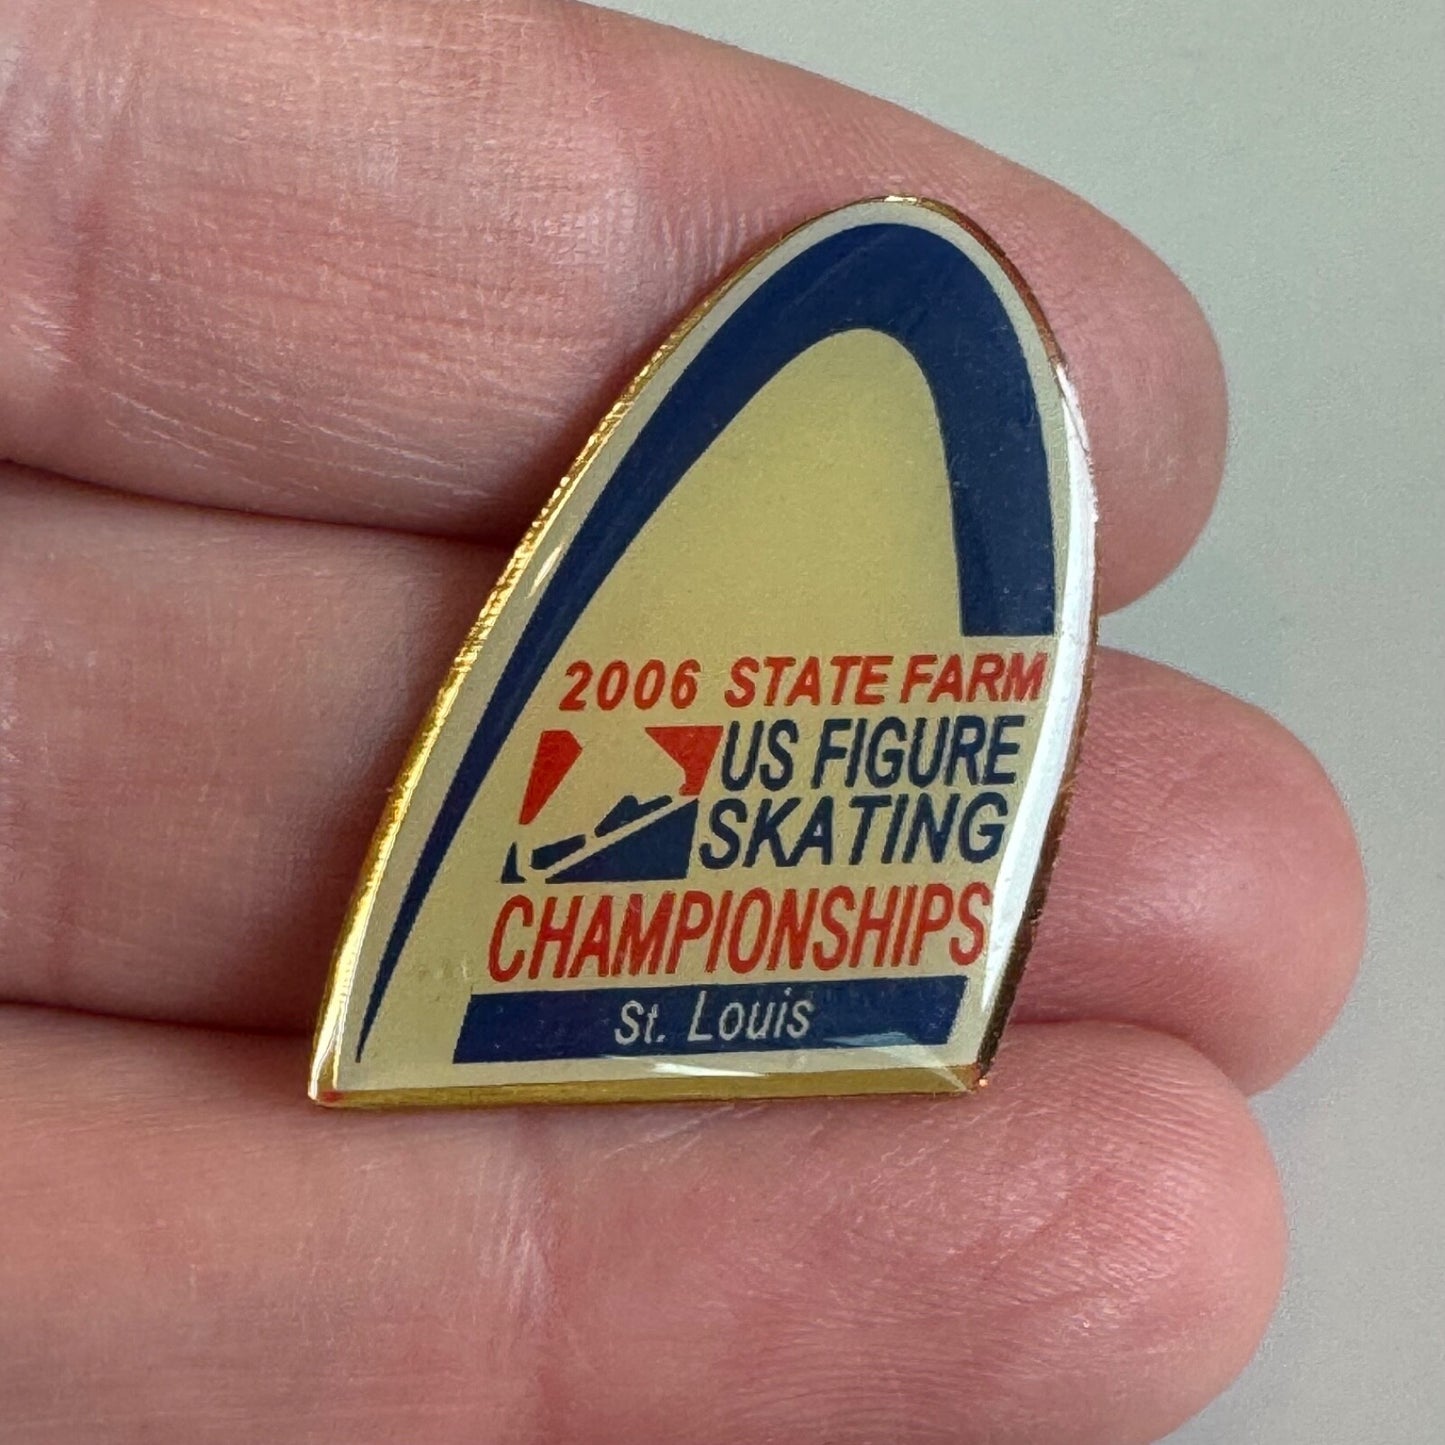 2006 STATE FARM
US FIGURE
SKATING
CHAMPIONSHIPS
St. Louis